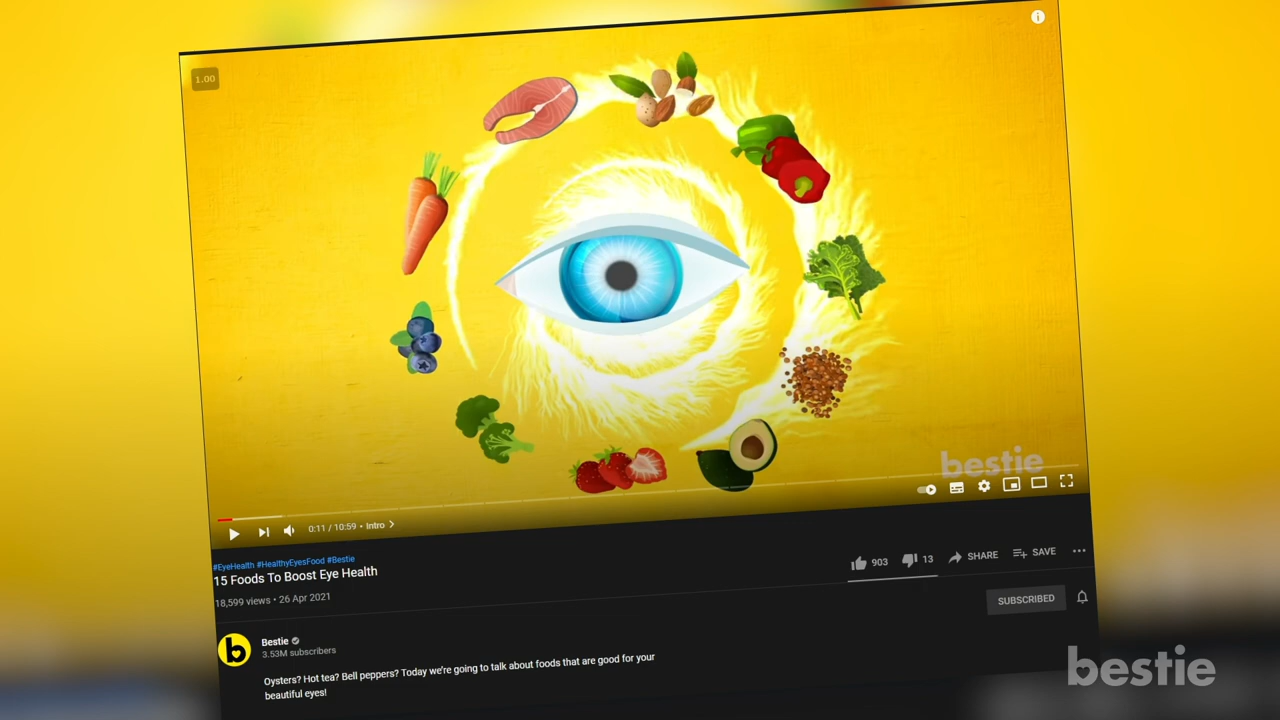 1.00
bestie
0:11 / 10:59 • Intro
#EyeHealth #HealthyEyesFood #Bestie
15 Foods To Boost Eye Health
18,599 views • 26 Apr 2021
903 13 SHARE SAVE
SUBSCRIBED
b
Bestie
3.53M subscribers
Oysters? Hot tea? Bell peppers? Today we're going to talk about foods that are good for your
beautiful eyes!
bestie